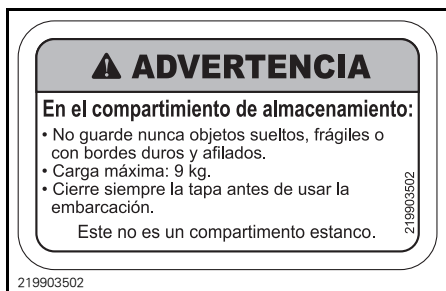 ADVERTENCIA
En el compartimiento de almacenamiento:
• No guarde nunca objetos sueltos, frágiles o
con bordes duros y afilados.
• Carga máxima: 9 kg.
• Cierre siempre la tapa antes de usar la
embarcación.
Este no es un compartimento estanco.
219903502
219903502